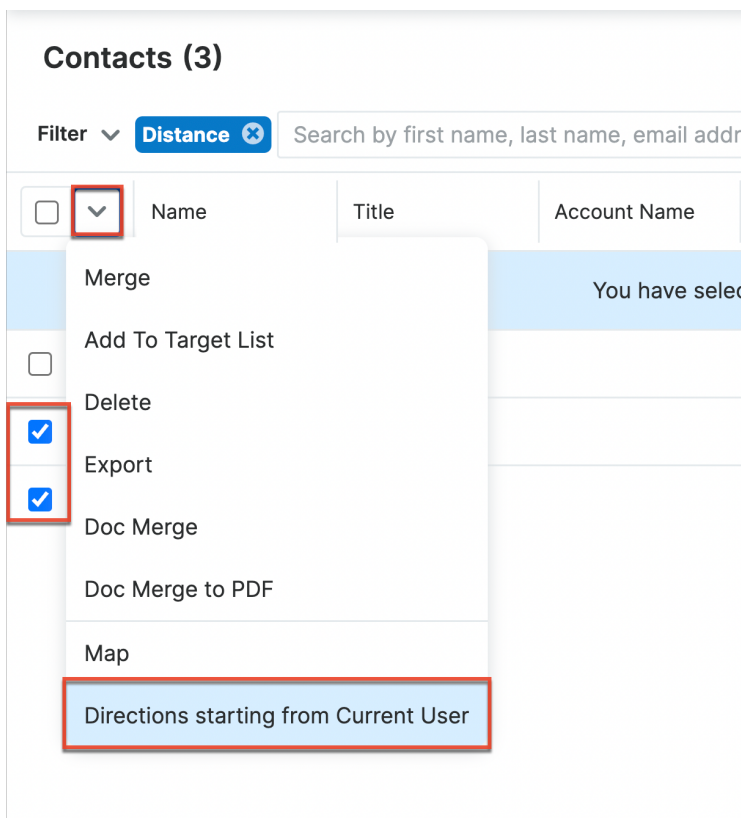 Contacts (3)
Filter Distance Search by first name, last name, email addr
Name Title Account Name
You have selec
Merge
Add To Target List
Delete
Export
Doc Merge
Doc Merge to PDF
Map
Directions starting from Current User